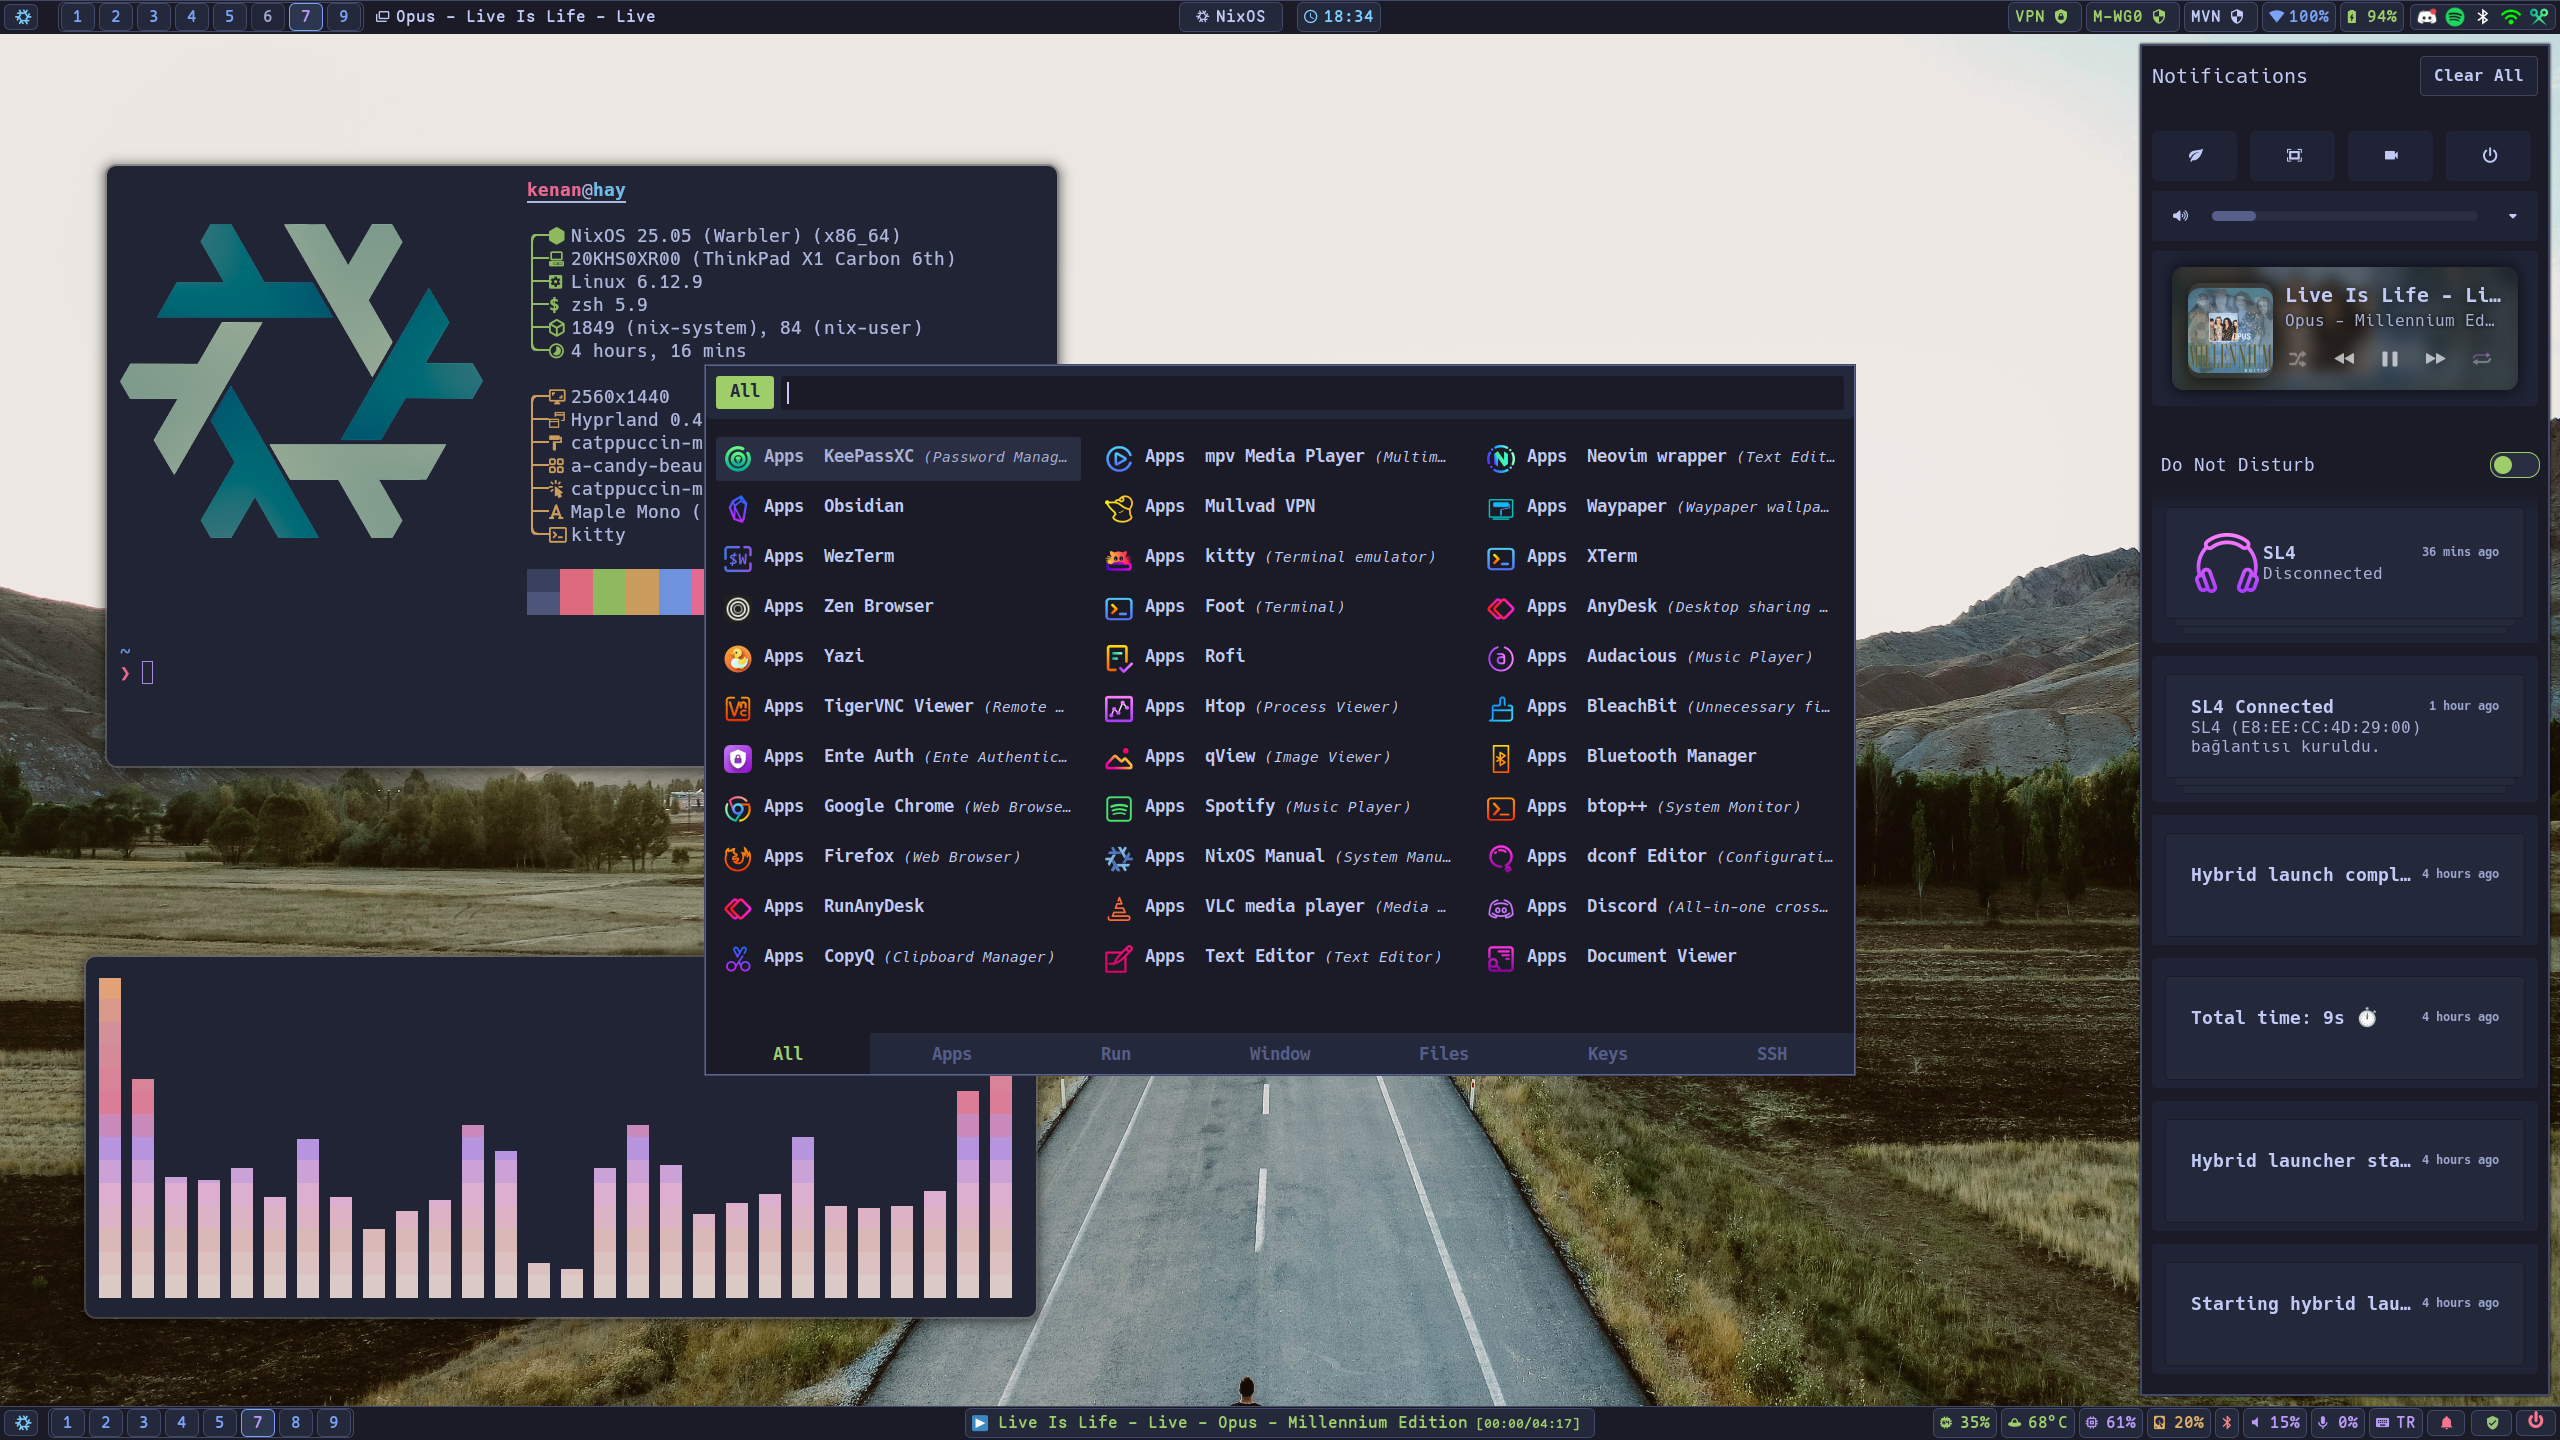 1 2 3 4 5 6 7 9 Opus - Live Is Life - Live
NixOS 18:34
VPN M-WG0 MVN 100% 94%
kenan@hay
NixOS 25.05 (Warbler) (x86_64)
20KHS0XR00 (ThinkPad X1 Carbon 6th)
Linux 6.12.9
$ zsh 5.9
1849 (nix-system), 84 (nix-user)
4 hours, 16 mins
2560x1440
Hyprland 0.4
catppuccin-m
a-candy-beau
catppuccin-m
Maple Mono (
kitty
~
❯
All
Apps KeePassXC (Password Manag…
Apps Obsidian
Apps WezTerm
Apps Zen Browser
Apps Yazi
Apps TigerVNC Viewer (Remote …
Apps Ente Auth (Ente Authentic…
Apps Google Chrome (Web Browse…
Apps Firefox (Web Browser)
Apps RunAnyDesk
Apps CopyQ (Clipboard Manager)
Apps mpv Media Player (Multim…
Apps Mullvad VPN
Apps kitty (Terminal emulator)
Apps Foot (Terminal)
Apps Rofi
Apps Htop (Process Viewer)
Apps qView (Image Viewer)
Apps Spotify (Music Player)
Apps NixOS Manual (System Manu…
Apps VLC media player (Media …
Apps Text Editor (Text Editor)
Apps Neovim wrapper (Text Edit…
Apps Waypaper (Waypaper wallpa…
Apps XTerm
Apps AnyDesk (Desktop sharing …
Apps Audacious (Music Player)
Apps BleachBit (Unnecessary fi…
Apps Bluetooth Manager
Apps btop++ (System Monitor)
Apps dconf Editor (Configurati…
Apps Discord (All-in-one cross…
Apps Document Viewer
All Apps Run Window Files Keys SSH
Notifications Clear All
Live Is Life - Li…
Opus - Millennium Ed…
Do Not Disturb
SL4 36 mins ago
Disconnected
SL4 Connected 1 hour ago
SL4 (E8:EE:CC:4D:29:00)
bağlantısı kuruldu.
Hybrid launch compl… 4 hours ago
Total time: 9s 4 hours ago
Hybrid launcher sta… 4 hours ago
Starting hybrid lau… 4 hours ago
1 2 3 4 5 7 8 9
Live Is Life - Live - Opus - Millennium Edition [00:00/04:17]
35% 68°C 61% 20% 15% 0% TR